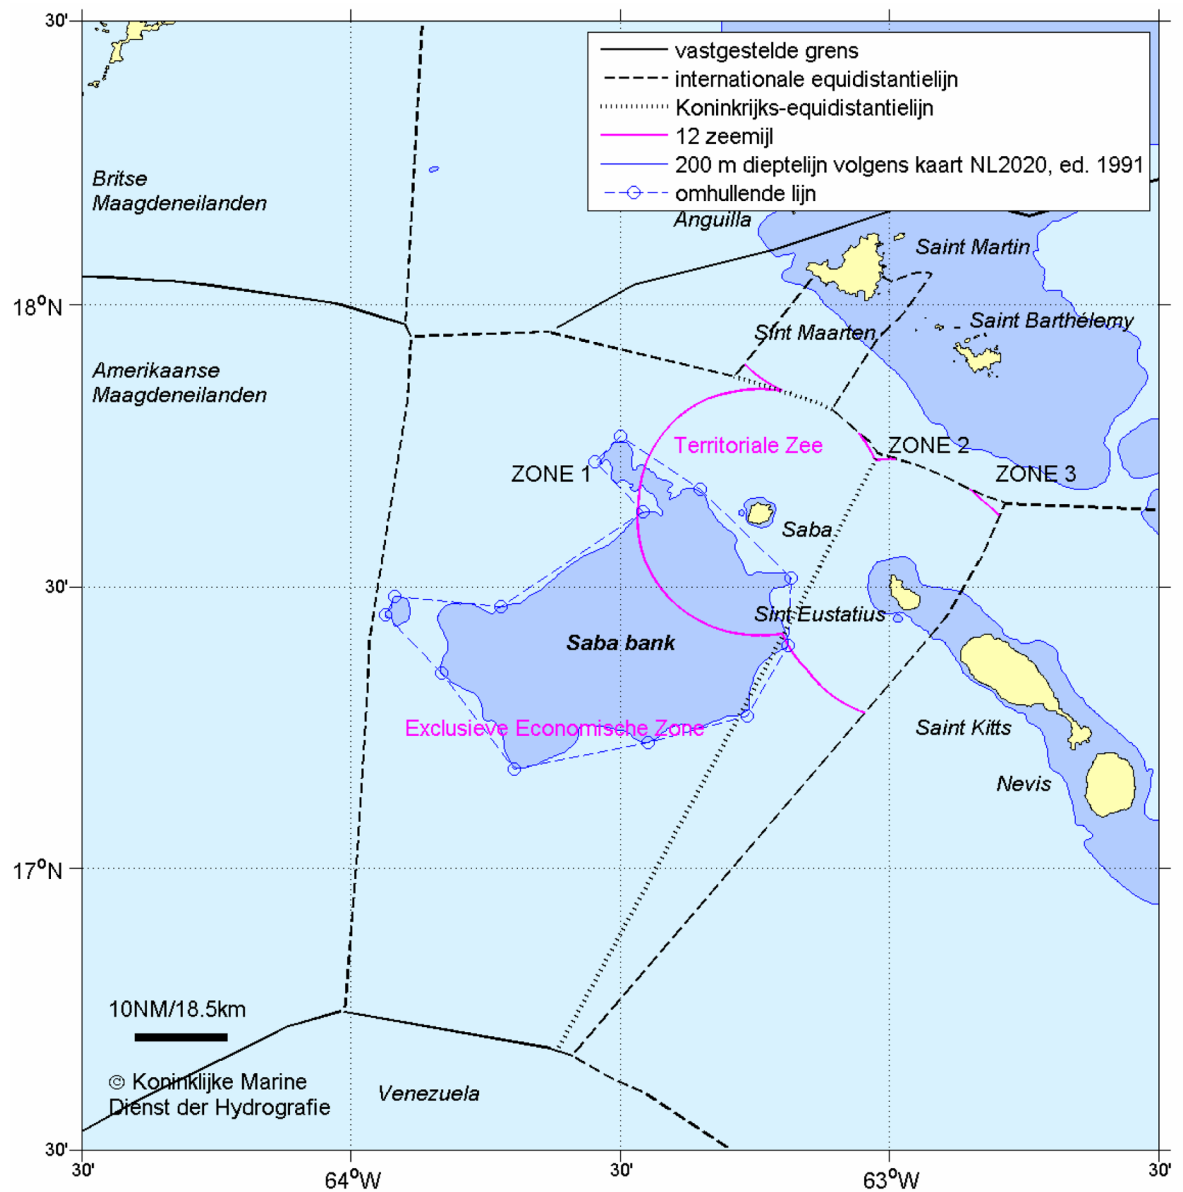 30'
vastgestelde grens
internationale equidistantielijn
Koninkrijks-equidistantielijn
12 zeemijl
200 m dieptelijn volgens kaart NL2020, ed. 1991
omhullende lijn
Britse
Maagdeneilanden
Anguilla
Saint Martin
18°N
Sint Maarten
Saint Barthélemy
Amerikaanse
Maagdeneilanden
Territoriale Zee
ZONE 2
ZONE 1
ZONE 3
Saba
30'
Sint Eustatius
Saba bank
Exclusieve Economische Zone
Saint Kitts
Nevis
17°N
10NM/18.5km
© Koninklijke Marine
Dienst der Hydrografie
Venezuela
30'
30'
64°W
30'
63°W
30'